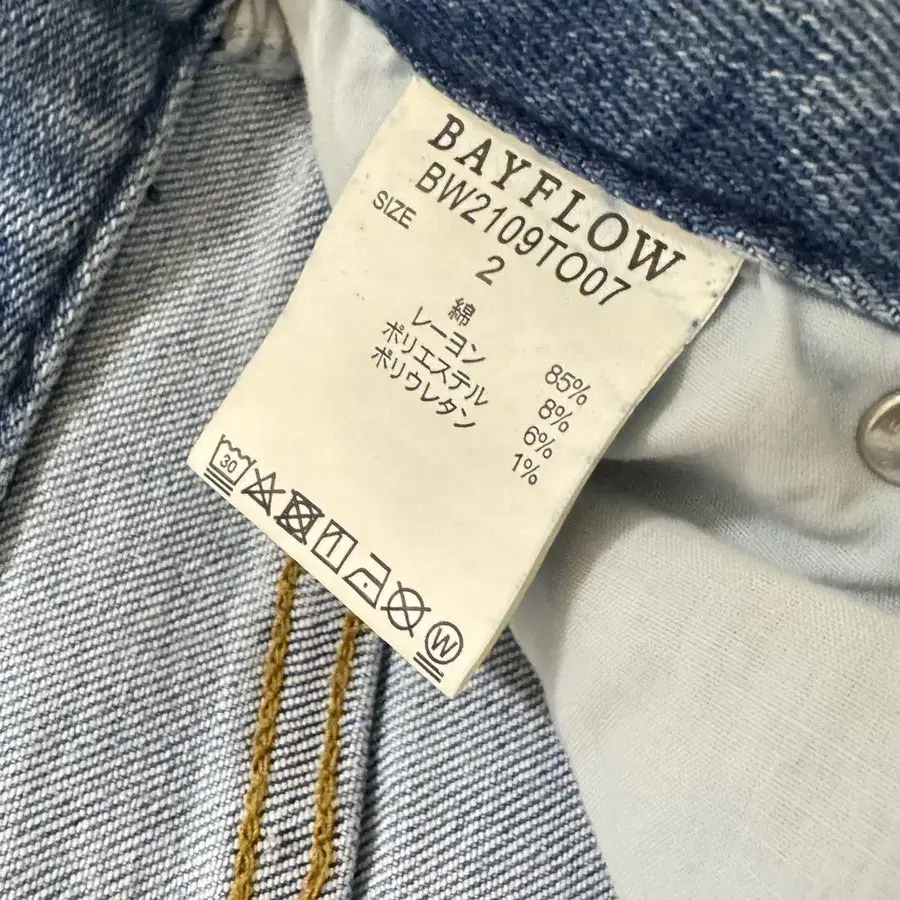 BAYFLOW
BW2109TO07
SIZE 2
綿 85%
レーヨン 8%
ポリエステル 6%
ポリウレタン 1%
30
W